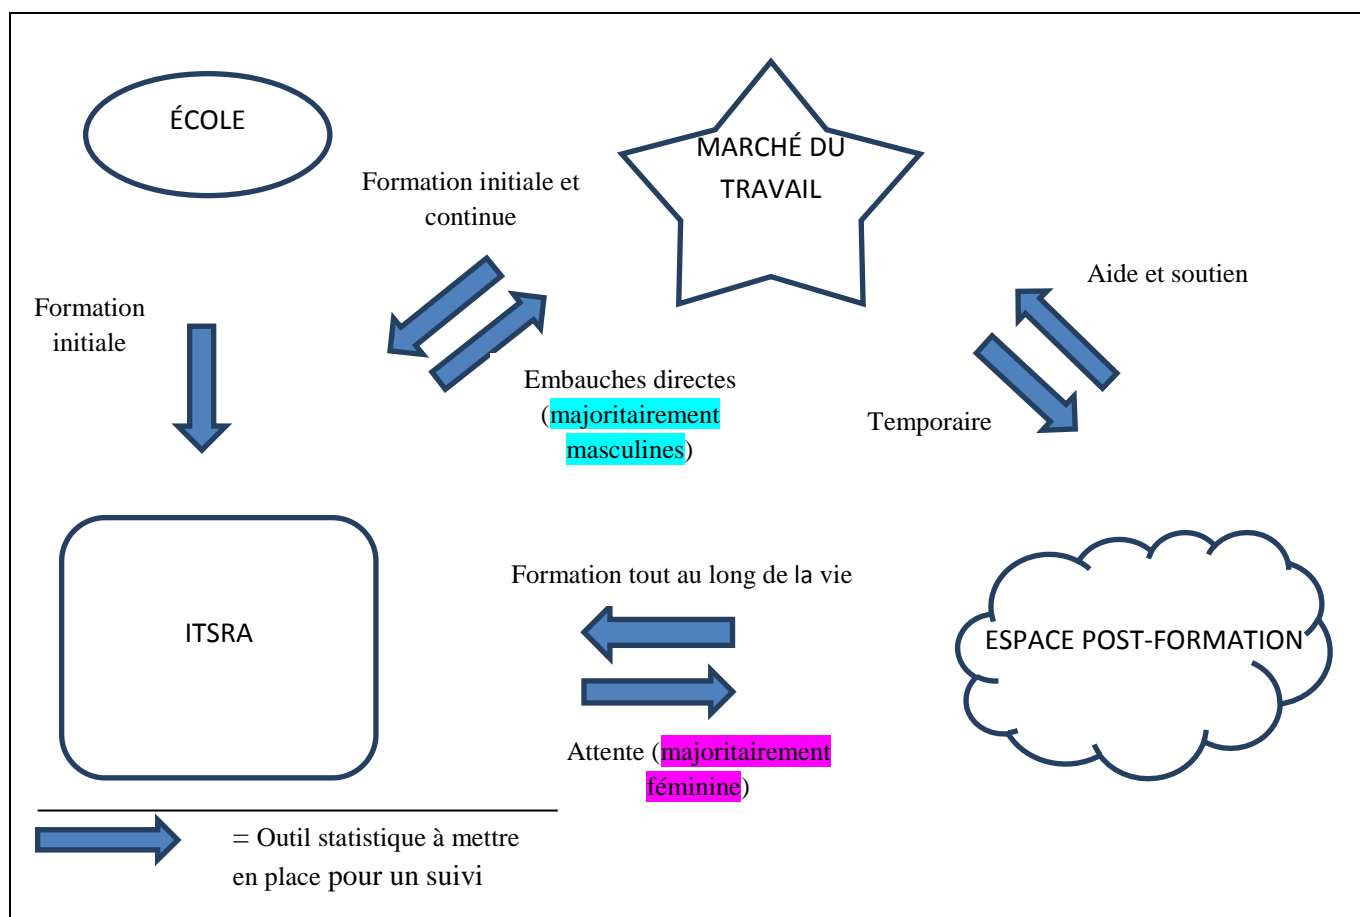 ÉCOLE
MARCHÉ DU
TRAVAIL
Formation initiale et
continue
Aide et soutien
Formation
initiale
Embauches directes
(majoritairement
masculines)
Temporaire
Formation tout au long de la vie
ITSRA
ESPACE POST-FORMATION
Attente (majoritairement
féminine)
= Outil statistique à mettre
en place pour un suivi